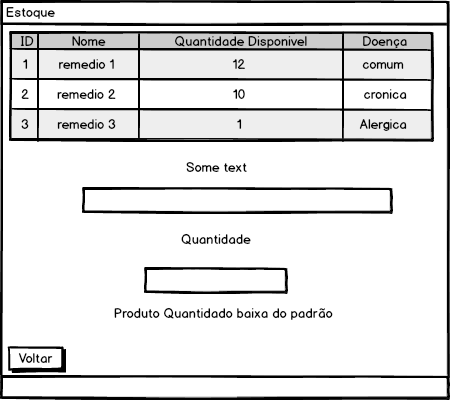 Estoque
ID Nome Quantidade Disponivel Doença
1 remedio 1 12 comum
2 remedio 2 10 cronica
3 remedio 3 1 Alergica
Some text
Quantidade
Produto Quantidado baixa do padrão
Voltar